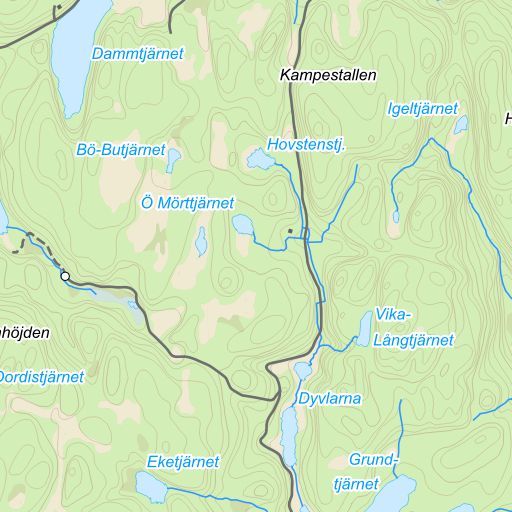 Dammtjärnet
Kampestallen
Igeltjärnet
H
Hovstenstj.
Bö-Butjärnet
Ö Mörttjärnet
Vika-
Långtjärnet
höjden
Dordistjärnet
Dyvlarna
Eketjärnet
Grund-
tjärnet